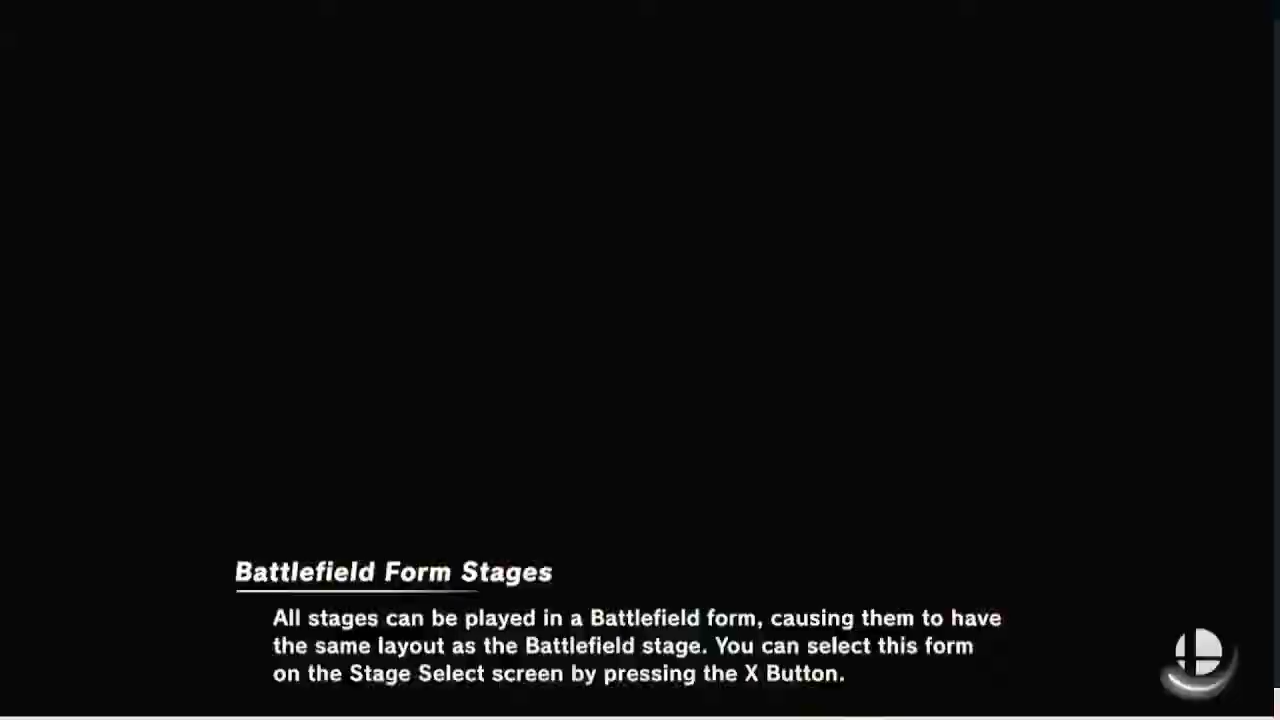 Battlefield Form Stages
All stages can be played in a Battlefield form, causing them to have
the same layout as the Battlefield stage. You can select this form
on the Stage Select screen by pressing the X Button.